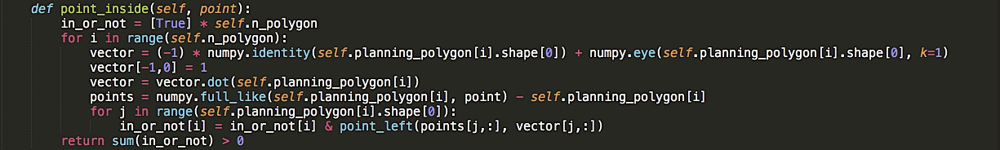 def point_inside(self, point):
    in_or_not = [True] * self.n_polygon
    for i in range(self.n_polygon):
        vector = (-1) * numpy.identity(self.planning_polygon[i].shape[0]) + numpy.eye(self.planning_polygon[i].shape[0], k=1)
        vector[-1,0] = 1
        vector = vector.dot(self.planning_polygon[i])
        points = numpy.full_like(self.planning_polygon[i], point) - self.planning_polygon[i]
        for j in range(self.planning_polygon[i].shape[0]):
            in_or_not[i] = in_or_not[i] & point_left(points[j,:], vector[j,:])
    return sum(in_or_not) > 0